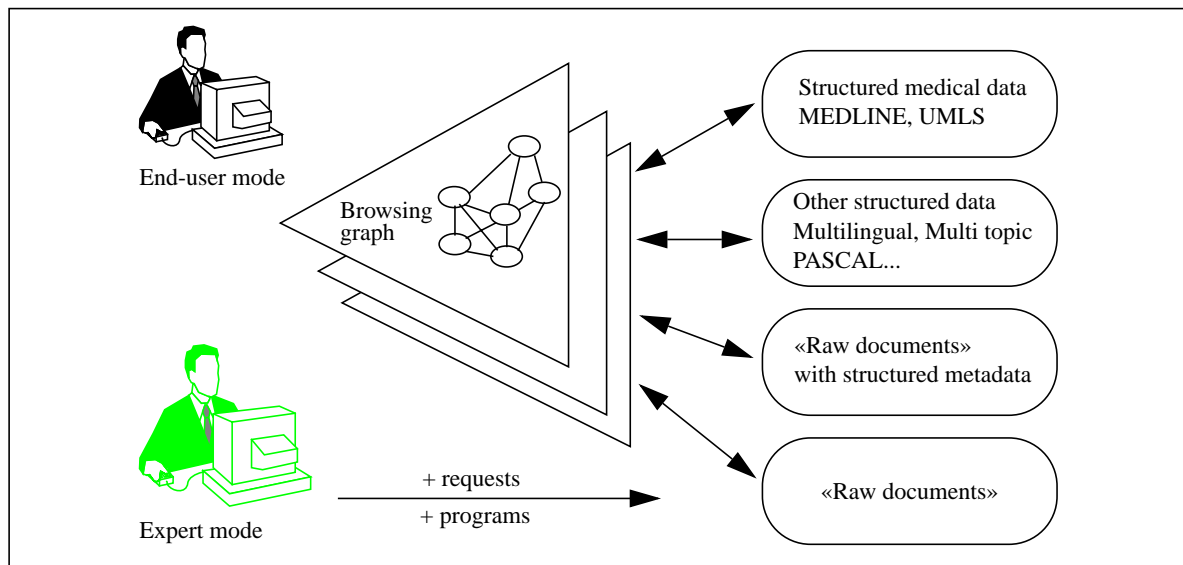 End-user mode
Browsing
graph
Structured medical data
MEDLINE, UMLS
Other structured data
Multilingual, Multi topic
PASCAL...
«Raw documents»
with structured metadata
«Raw documents»
Expert mode
+ requests
+ programs